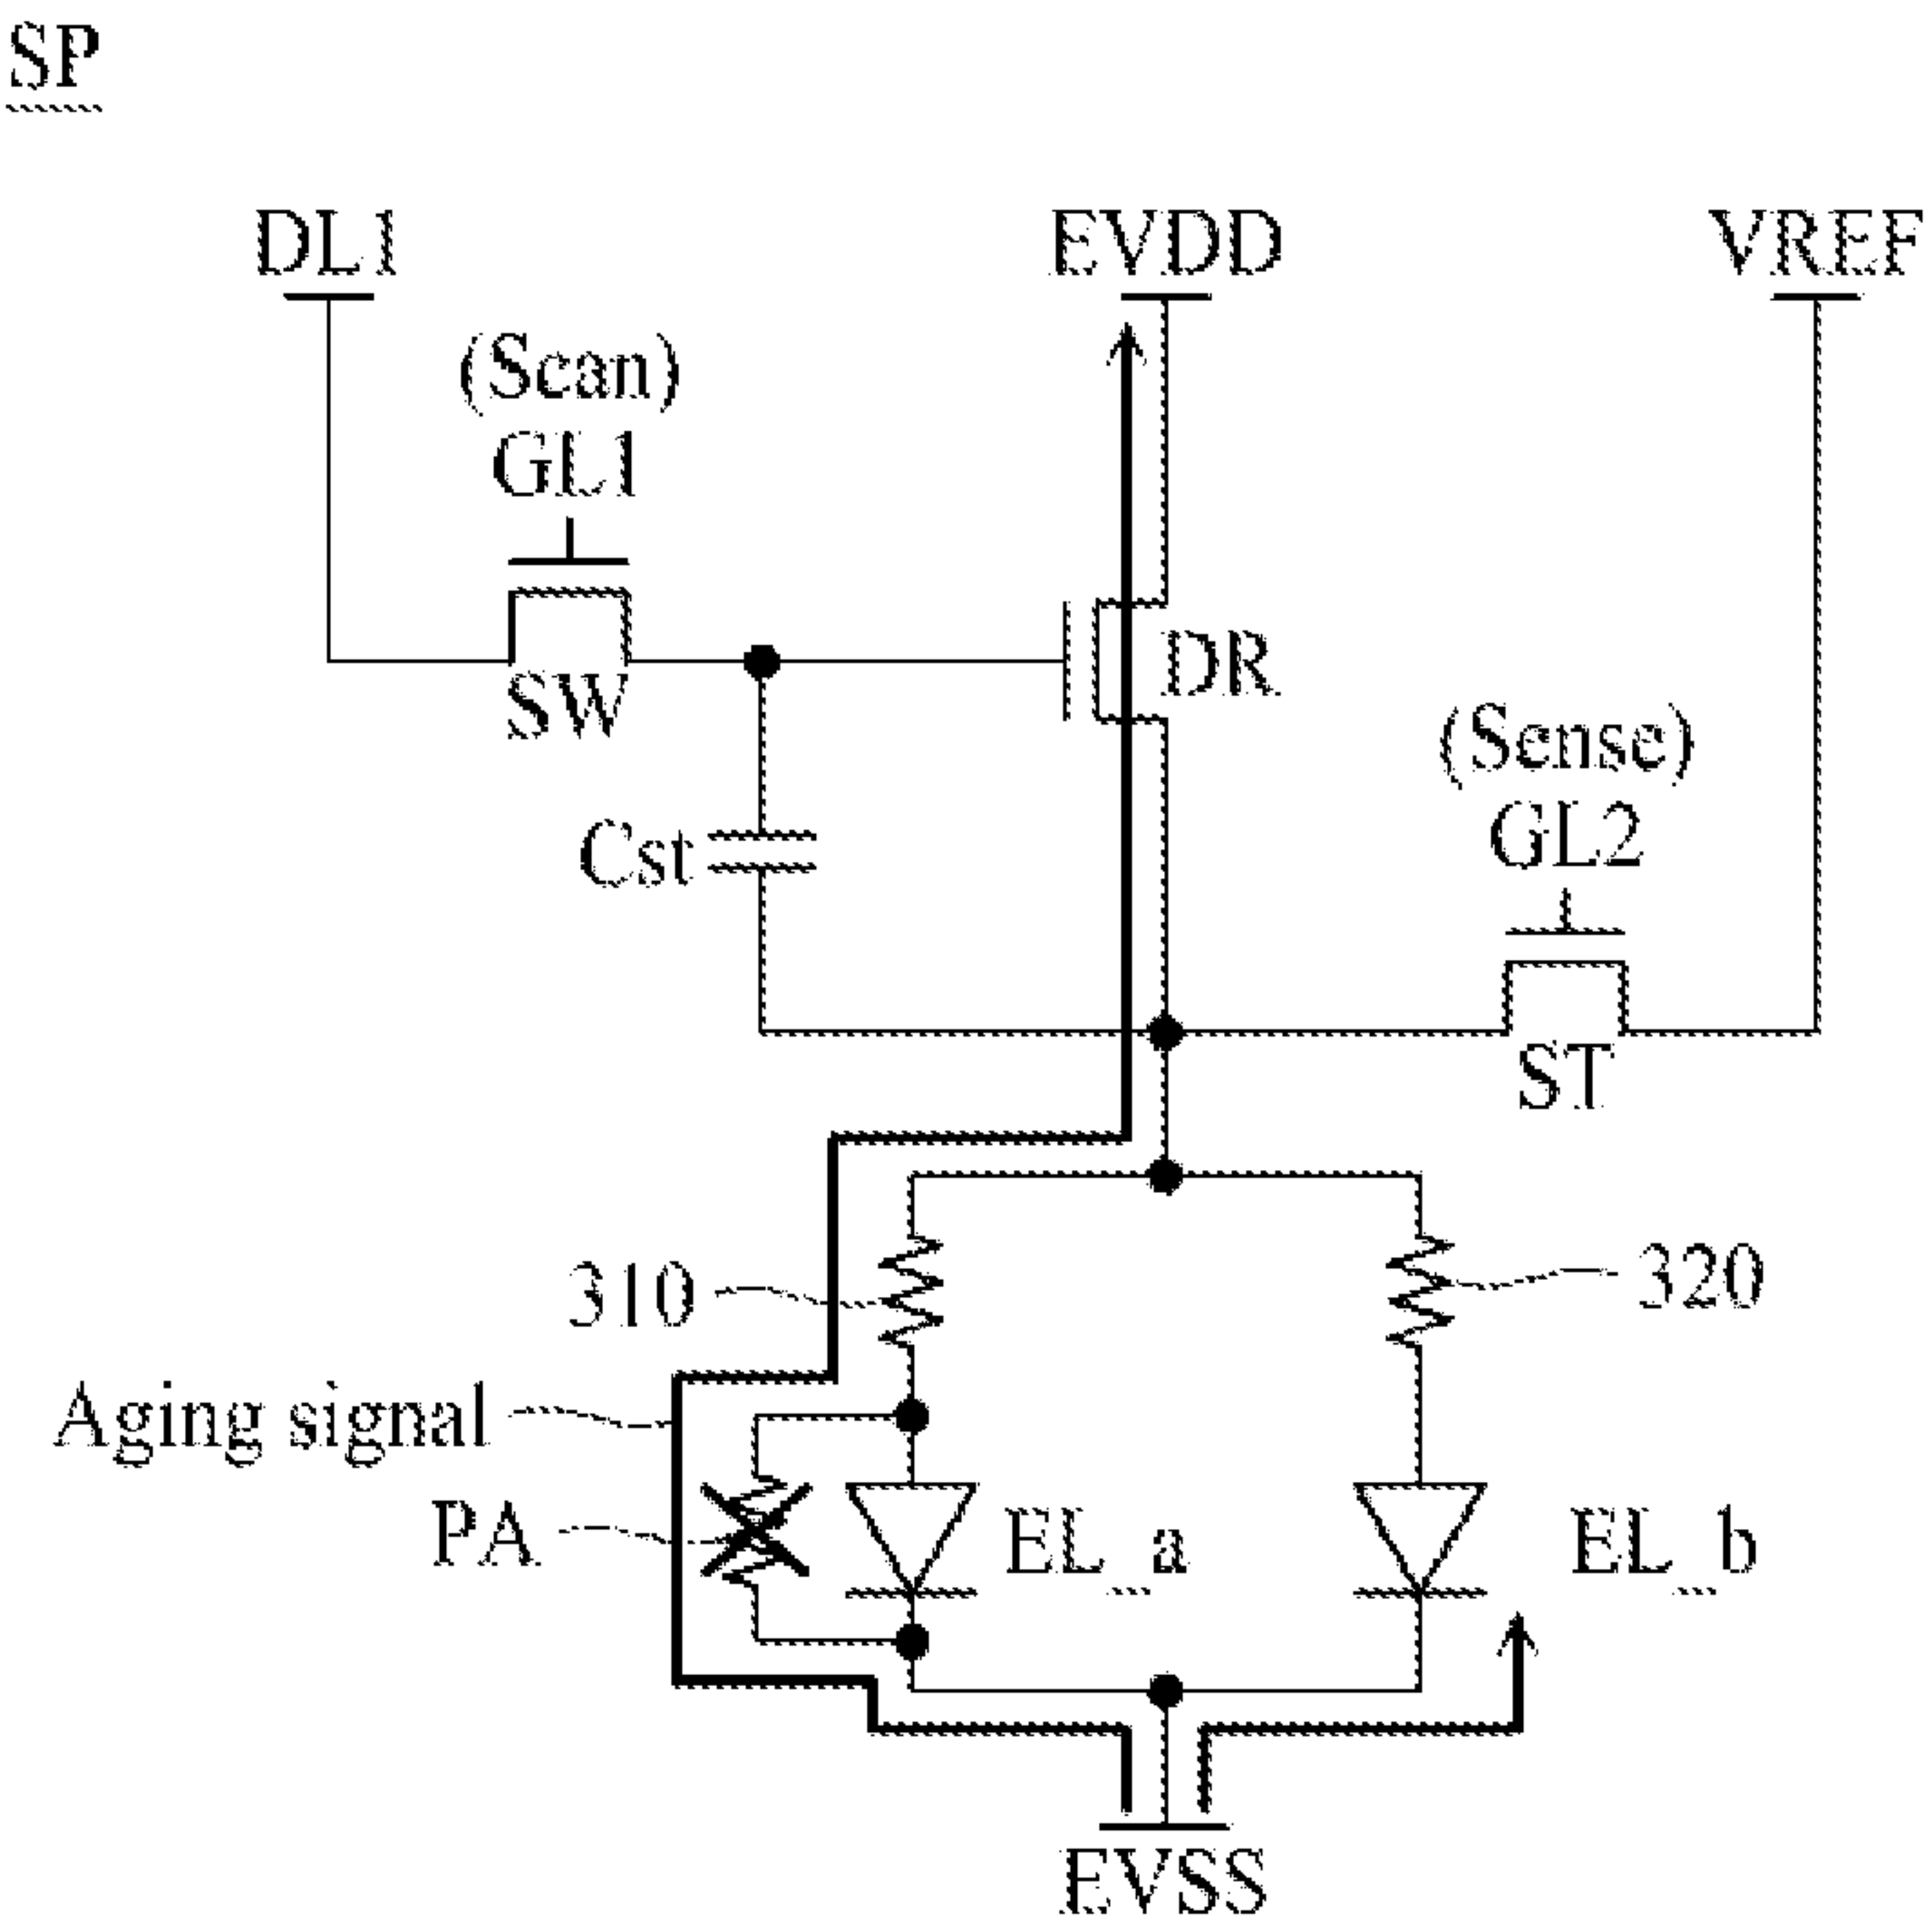 SP
DL1
EVDD
VREF
(Scan)
GL1
SW
DR
(Sense)
GL2
Cst
ST
310
320
Aging signal
PA
EL_a
EL_b
EVSS